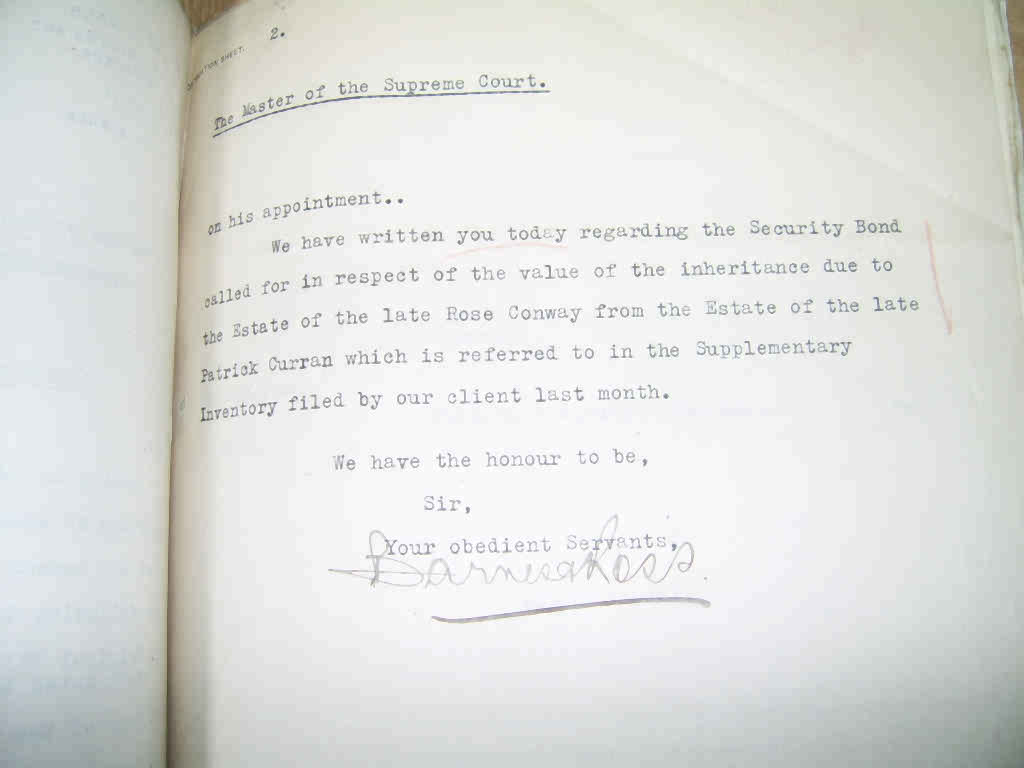 2.
The Master of the Supreme Court.
on his appointment..
We have written you today regarding the Security Bond
called for in respect of the value of the inheritance due to
the Estate of the late Rose Conway from the Estate of the late
Patrick Curran which is referred to in the Supplementary
Inventory filed by our client last month.
We have the honour to be,
Sir,
Your obedient Servants,
Barnes & Ross.